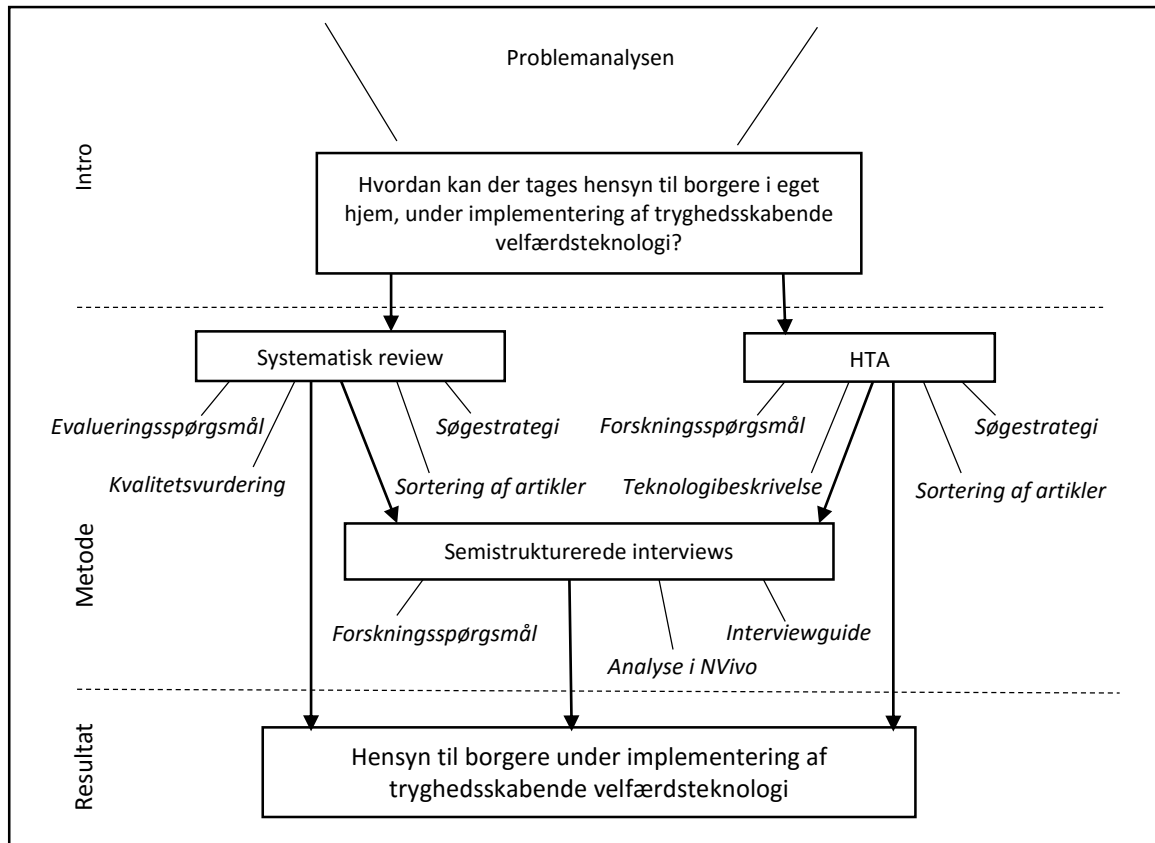 Problemanalysen
Intro
Hvordan kan der tages hensyn til borgere i eget
hjem, under implementering af tryghedsskabende
velfærdsteknologi?
Systematisk review
HTA
Evalueringsspørgsmål
Søgestrategi
Kvalitetsvurdering
Sortering af artikler
Forskningsspørgsmål
Søgestrategi
Teknologibeskrivelse
Sortering af artikler
Metode
Semistrukturerede interviews
Forskningsspørgsmål
Interviewguide
Analyse i NVivo
Resultat
Hensyn til borgere under implementering af
tryghedsskabende velfærdsteknologi